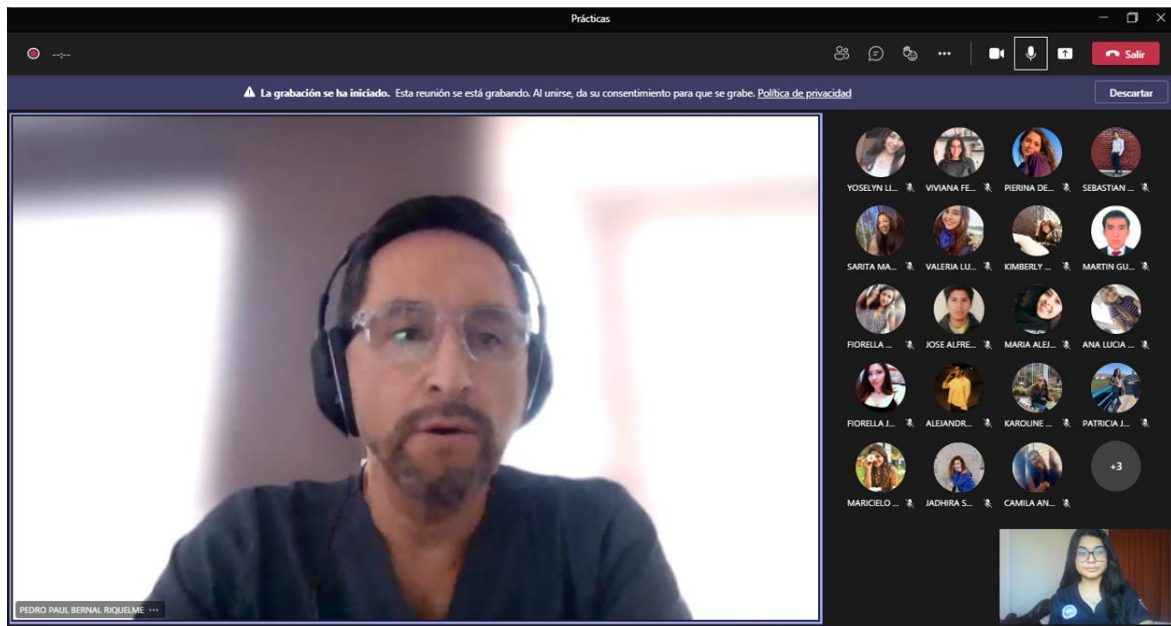 Prácticas
--:--
Salir
La grabación se ha iniciado. Esta reunión se está grabando. Al unirse, da su consentimiento para que se grabe. Política de privacidad
Descartar
YOSELYN LI... VIVIANA FE... PIERINA DE... SEBASTIAN ...
SARITA MA... VALERIA LU... KIMBERLY ... MARTIN GU...
FIORELLA ... JOSE ALFRE... MARIA ALEJ... ANA LUCIA ...
FIORELLA J... ALEJANDR... KAROLINE ... PATRICIA J...
+3
MARICIELO ... JADHIRA S... CAMILA AN...
PEDRO PAUL BERNAL RIQUELME ...